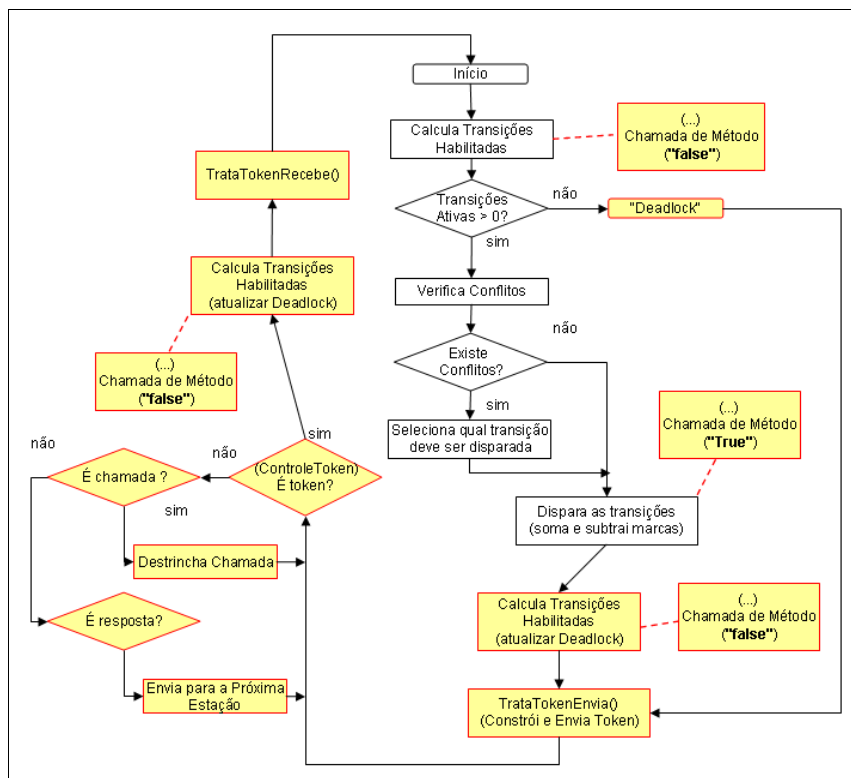 Início
Calcula Transições
Habilitadas
(...)
Chamada de Método
("false")
TrataTokenRecebe()
Transições
Ativas > 0?
não
"Deadlock"
sim
Calcula Transições
Habilitadas
(atualizar Deadlock)
Verifica Conflitos
não
(...)
Chamada de Método
("false")
Existe
Conflitos?
sim
Seleciona qual transição
deve ser disparada
(...)
Chamada de Método
("True")
sim
não
não
(ControleToken)
É token?
É chamada ?
sim
Dispara as transições
(soma e subtrai marcas)
Destrincha Chamada
Calcula Transições
Habilitadas
(atualizar Deadlock)
(...)
Chamada de Método
("false")
É resposta?
Envia para a Próxima
Estação
TrataTokenEnvia()
(Constrói e Envia Token)